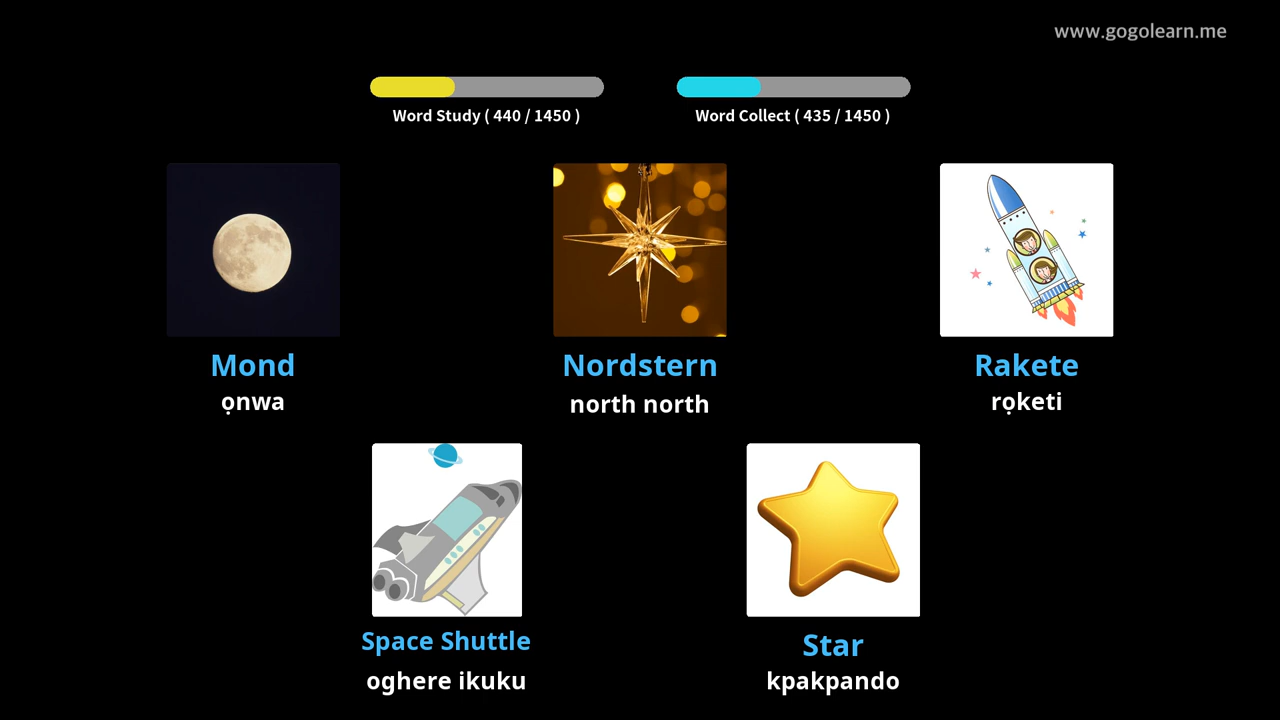 www.gogolearn.me
Word Study ( 440 / 1450 )
Word Collect ( 435 / 1450 )
Mond
ọnwa
Nordstern
north north
Rakete
rọketi
Space Shuttle
oghere ikuku
Star
kpakpando